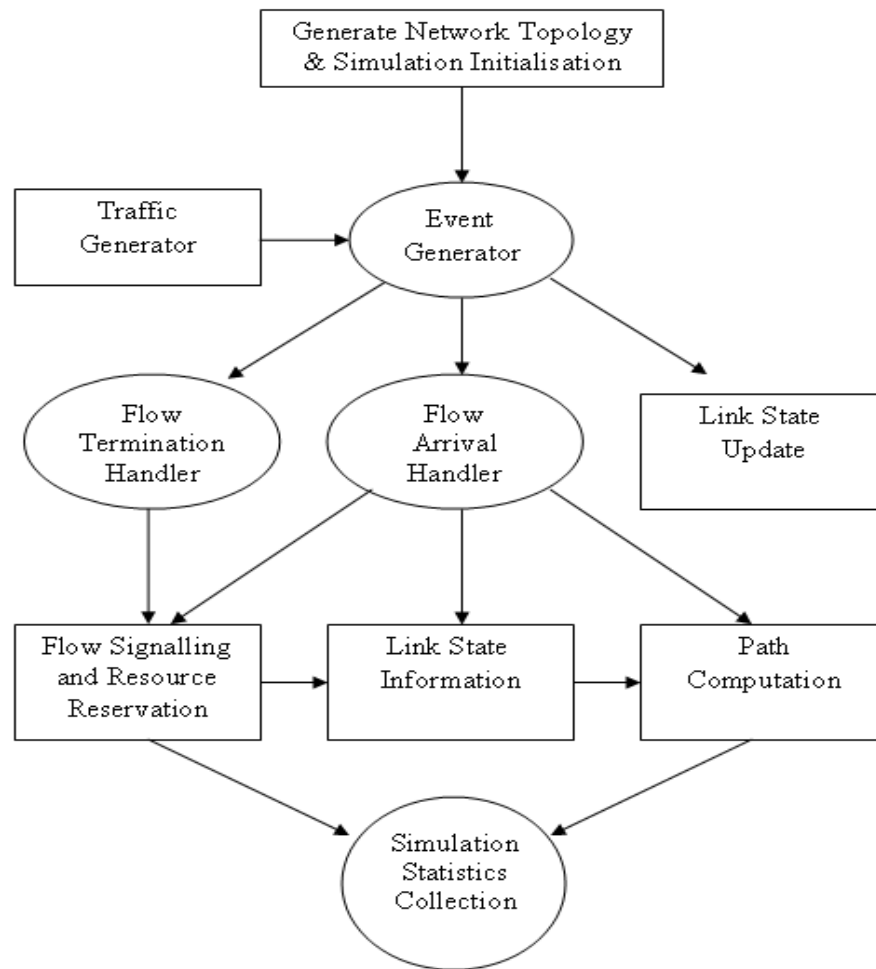 Generate Network Topology
& Simulation Initialisation
Traffic
Generator
Event
Generator
Flow
Termination
Handler
Flow
Arrival
Handler
Link State
Update
Flow Signalling
and Resource
Reservation
Link State
Information
Path
Computation
Simulation
Statistics
Collection